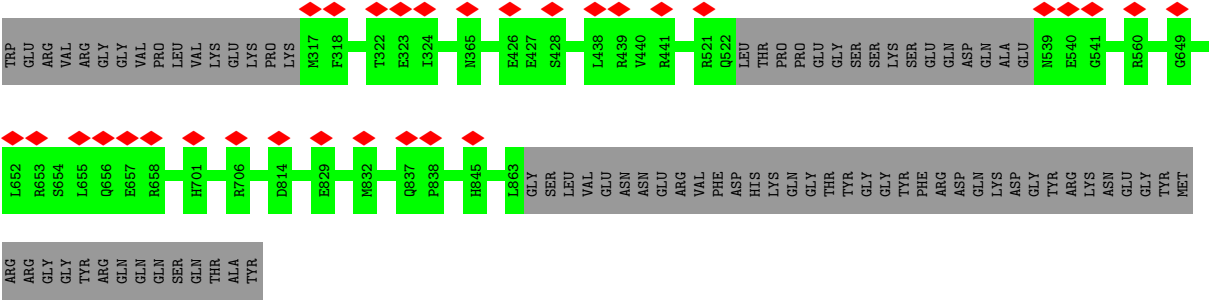 TRP GLU ARG VAL ARG GLY GLY VAL PRO LEU VAL LYS GLU LYS PRO LYS M317 F318 T322 E323 I324 N365 E426 E427 S428 L438 R439 V440 R441 R521 Q522 LEU THR PRO PRO GLU GLY SER SER LYS SER GLU GLN ASP GLN ALA GLU N539 E540 G541 R560 G649
L652 R653 S654 L655 Q656 E657 R658 H701 R706 D814 E829 M832 Q837 P838 H845 L863 GLY SER LEU VAL GLU ASN ASN GLU ARG VAL PHE ASP HIS LYS GLN GLY THR TYR GLY GLY TYR PHE ARG ASP GLN LYS ASP GLY TYR ARG LYS ASN GLU GLY TYR MET
ARG ARG GLY GLY TYR ARG GLN GLN GLN SER GLN THR ALA TYR